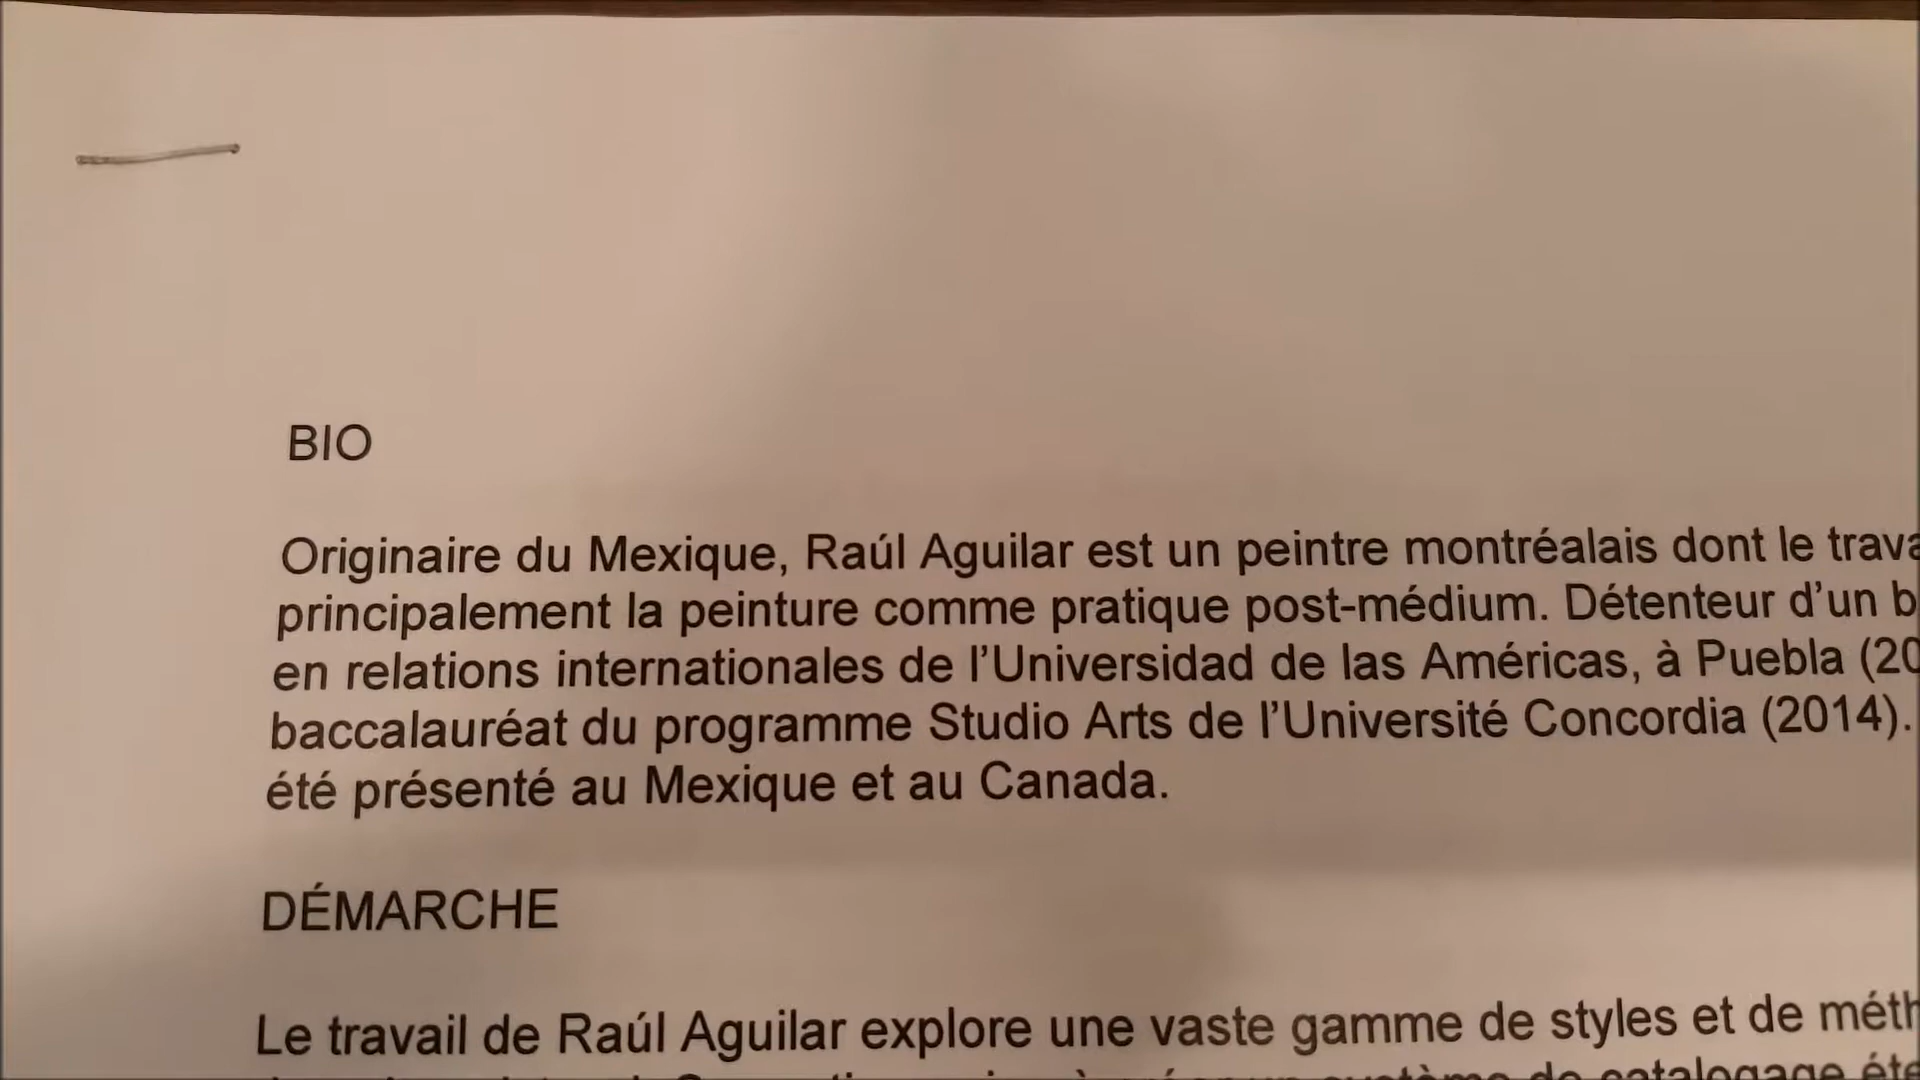 BIO
Originaire du Mexique, Raúl Aguilar est un peintre montréalais dont le
principalement la peinture comme pratique post-médium. Détenteur d’un
en relations internationales de l’Universidad de las Américas, à Puebla
baccalauréat du programme Studio Arts de l’Université Concordia (2014).
été présenté au Mexique et au Canada.
DÉMARCHE
Le travail de Raúl Aguilar explore une vaste gamme de styles et de